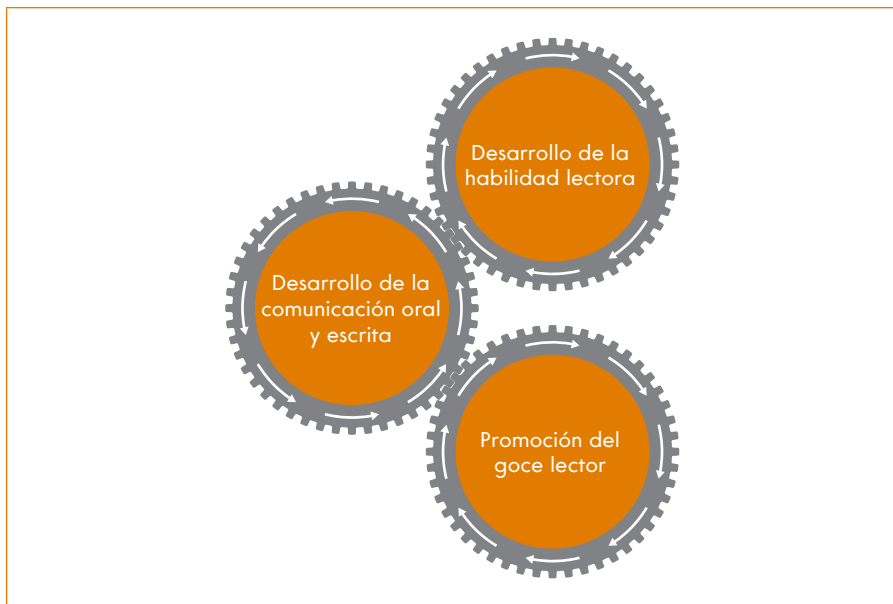 Desarrollo de la
habilidad lectora
Desarrollo de la
comunicación oral
y escrita
Promoción del
goce lector